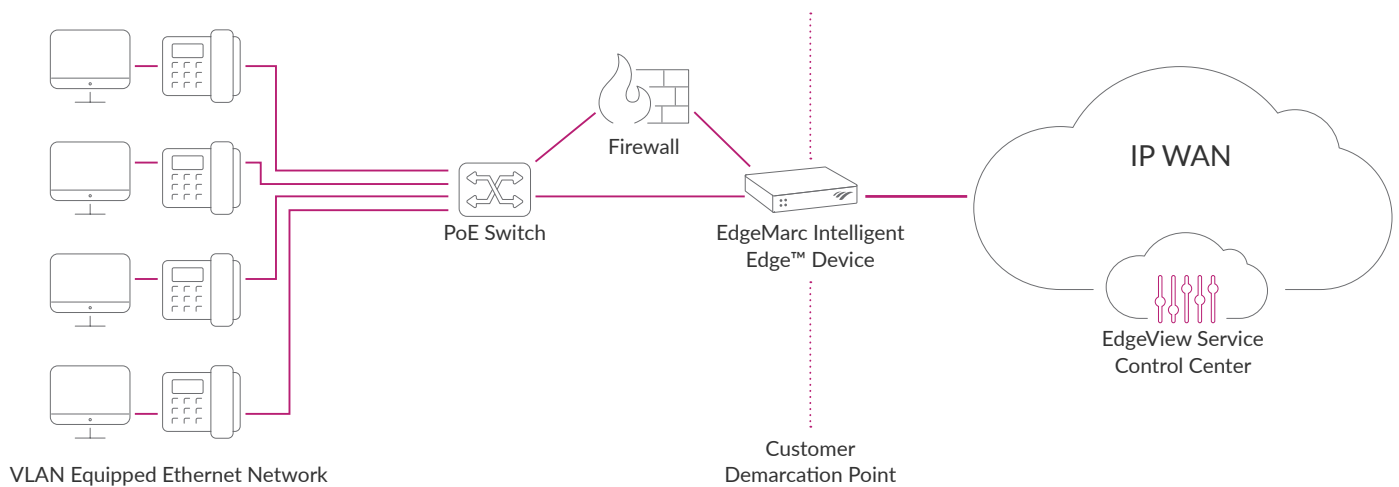 Firewall
IP WAN
PoE Switch
EdgeMarc Intelligent
Edge™ Device
EdgeView Service
Control Center
Customer
Demarcation Point
VLAN Equipped Ethernet Network